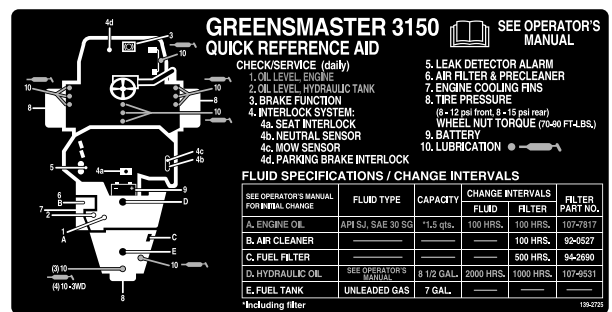 GREENSMASTER 3150
QUICK REFERENCE AID
SEE OPERATOR'S
MANUAL
CHECK/SERVICE (daily)
1. OIL LEVEL, ENGINE
2. OIL LEVEL, HYDRAULIC TANK
3. BRAKE FUNCTION
4. INTERLOCK SYSTEM:
4a. SEAT INTERLOCK
4b. NEUTRAL SENSOR
4c. MOW SENSOR
4d. PARKING BRAKE INTERLOCK
5. LEAK DETECTOR ALARM
6. AIR FILTER & PRECLEANER
7. ENGINE COOLING FINS
8. TIRE PRESSURE
(8 - 12 psi front, 8 - 15 psi rear)
WHEEL NUT TORQUE (70-90 FT-LBS.)
9. BATTERY
10. LUBRICATION
4d
3
10
10
8
8
10
10
4c
4b
5
4a
9
6
B
D
7
2
1
A
C
E
(3) 10
10
(4) 10-3WD
8
FLUID SPECIFICATIONS / CHANGE INTERVALS
SEE OPERATOR'S MANUAL
FOR INITIAL CHANGE
FLUID TYPE
CAPACITY
CHANGE INTERVALS
FLUID
FILTER
FILTER
PART NO.
A. ENGINE OIL API SJ, SAE 30 SG *1.5 qts. 100 HRS. 100 HRS. 107-7817
B. AIR CLEANER 100 HRS. 92-0527
C. FUEL FILTER 500 HRS. 94-2690
D. HYDRAULIC OIL SEE OPERATOR'S MANUAL 8 1/2 GAL. 2000 HRS. 1000 HRS. 107-9531
E. FUEL TANK UNLEADED GAS 7 GAL.
*Including filter
139-2725